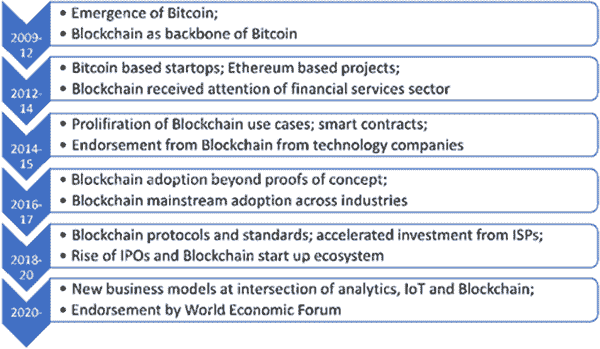 2009-
12
• Emergence of Bitcoin;
• Blockchain as backbone of Bitcoin
2012-
14
• Bitcoin based startups; Ethereum based projects;
• Blockchain received attention of financial services sector
2014-
15
• Prolifiration of Blockchain use cases; smart contracts;
• Endorsement from Blockchain from technology companies
2016-
17
• Blockchain adoption beyond proofs of concept;
• Blockchain mainstream adoption across industries
2018-
20
• Blockchain protocols and standards; accelerated investment from ISPs;
• Rise of IPOs and Blockchain start up ecosystem
2020-
• New business models at intersection of analytics, IoT and Blockchain;
• Endorsement by World Economic Forum